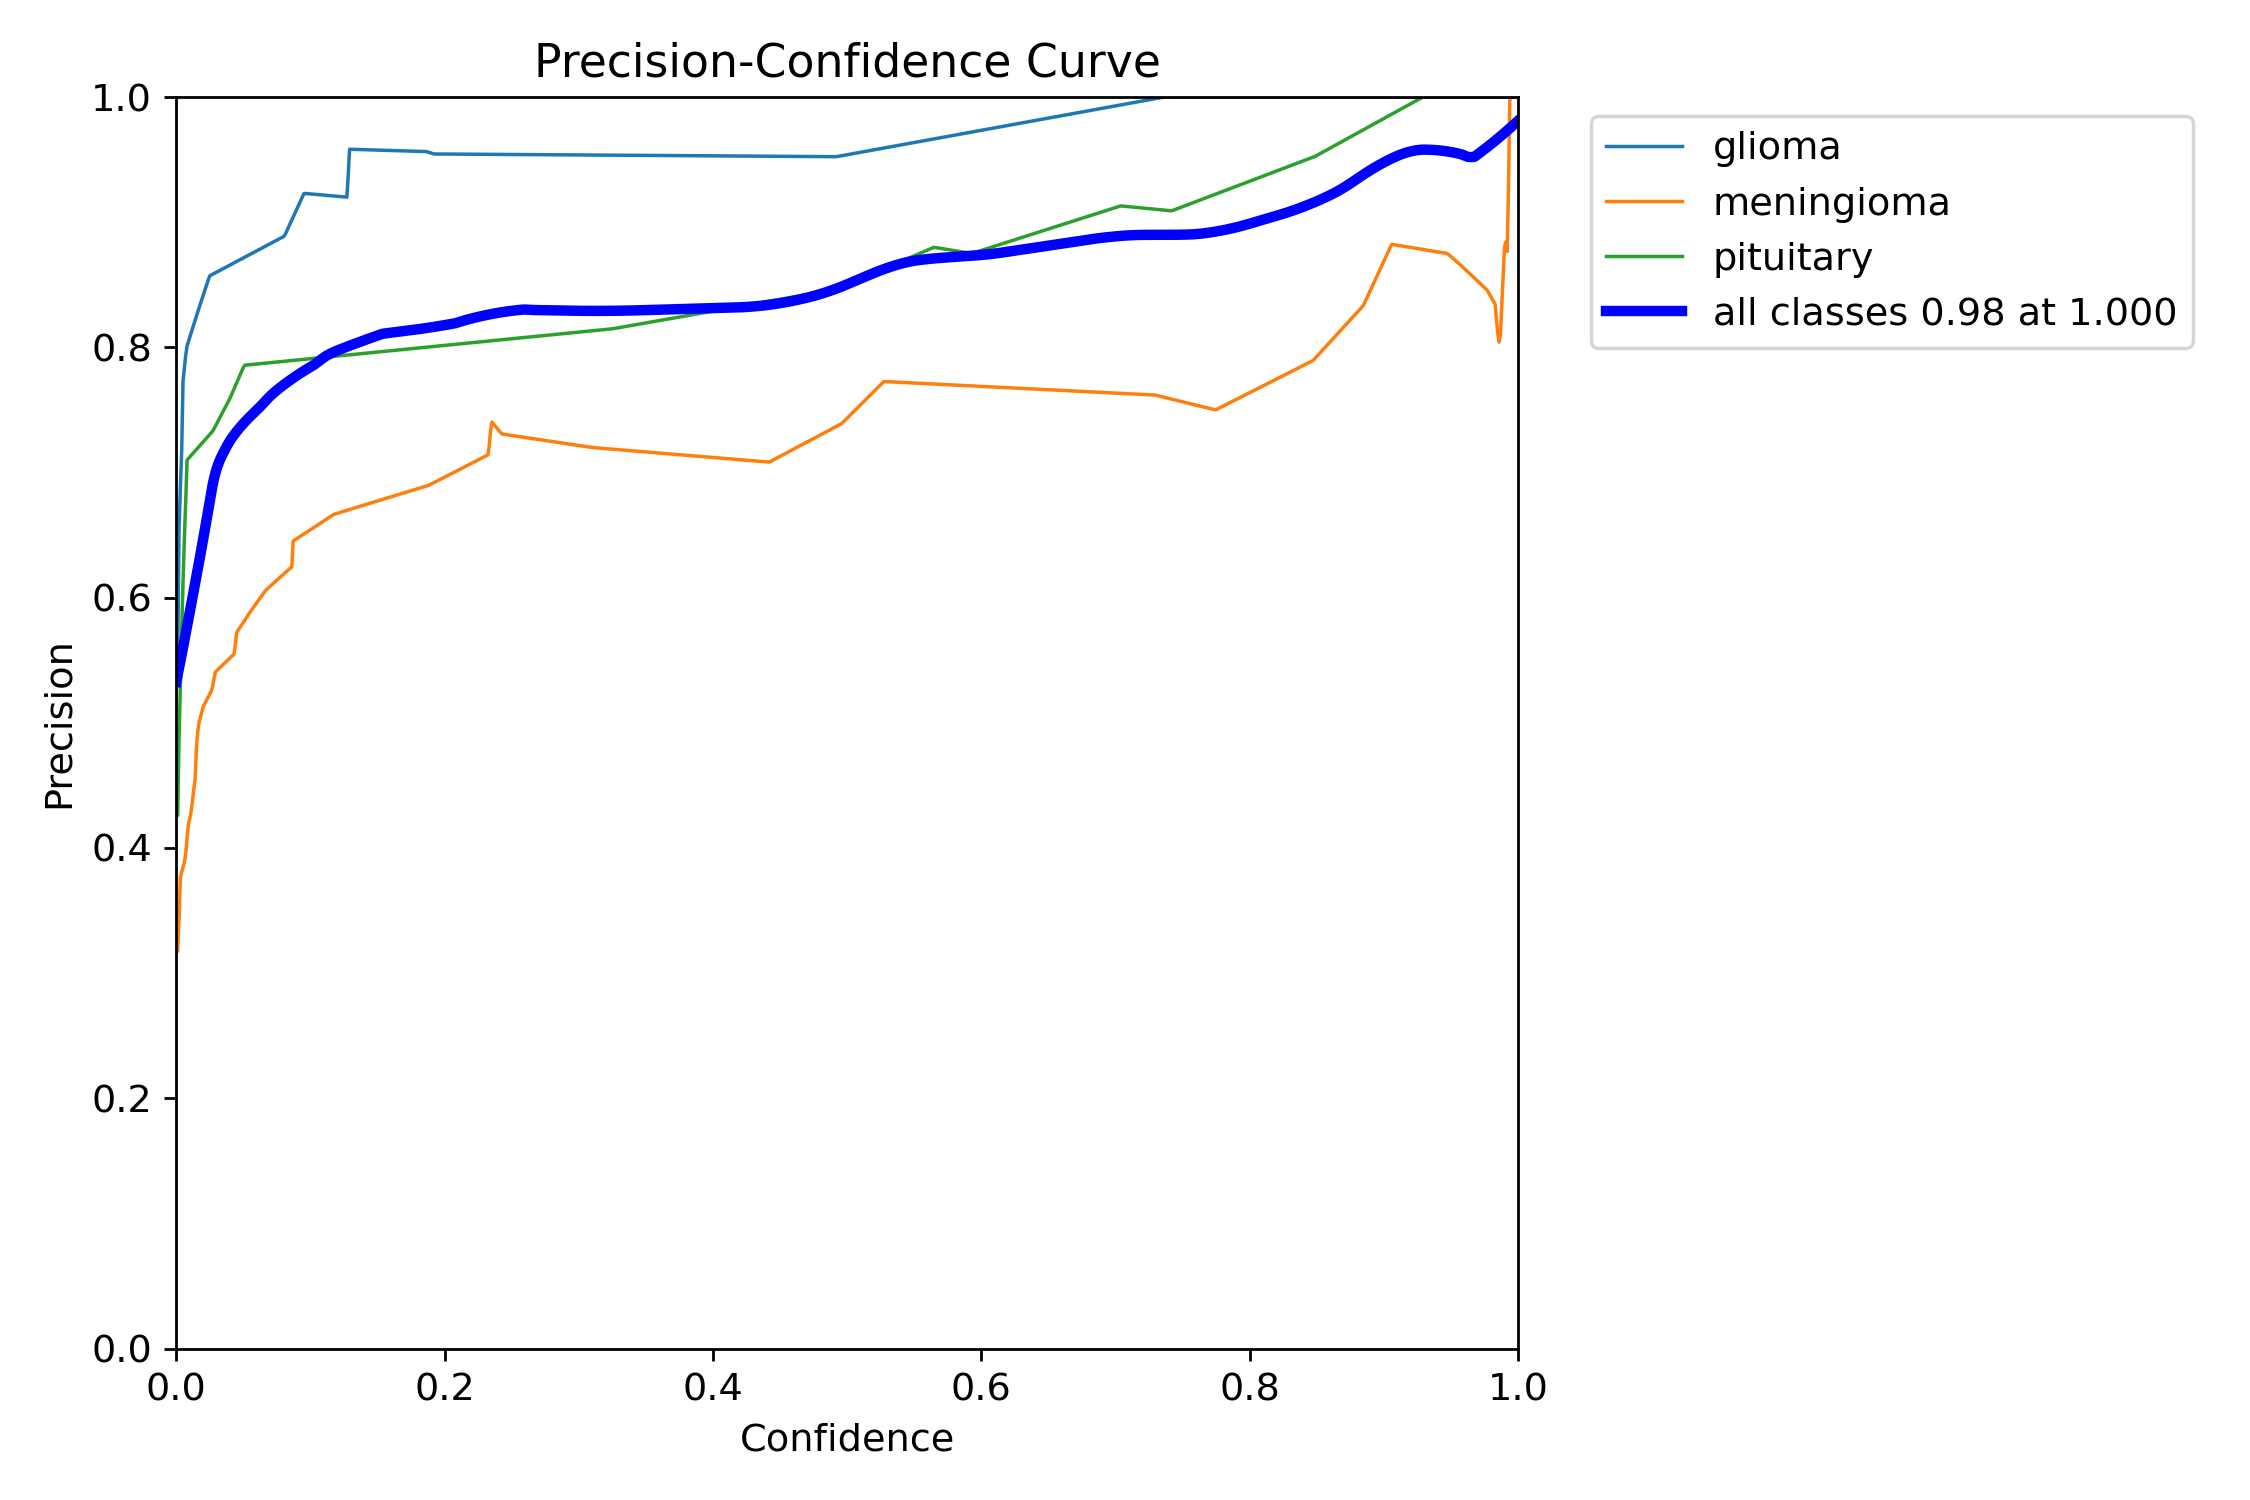 Precision-Confidence Curve
1.0
0.8
0.6
0.4
0.2
0.0
Precision
0.0 0.2 0.4 0.6 0.8 1.0
Confidence
glioma
meningioma
pituitary
all classes 0.98 at 1.000